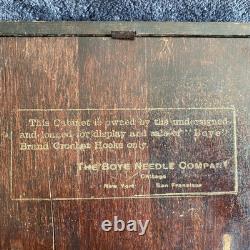 This Cabinet is owned by the undersigned
and loaned for display and sale of "Boye"
Brand Crochet Hooks only.
THE BOYE NEEDLE COMPANY
Chicago
New York San Francisco